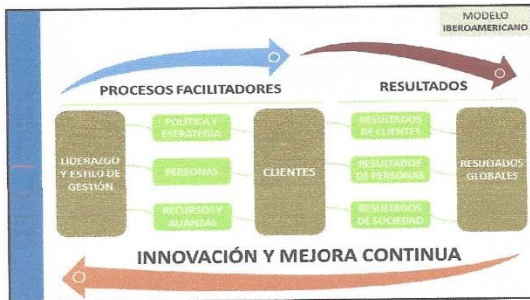 MODELO
IBEROAMERICANO
PROCESOS FACILITADORES
RESULTADOS
LIDERAZGO
Y ESTILO DE
GESTIÓN
POLÍTICA Y
ESTRATEGIA
PERSONAS
RECURSOS Y
ALIANZAS
CLIENTES
RESULTADOS
DE CLIENTES
RESULTADOS
DE PERSONAS
RESULTADOS
DE SOCIEDAD
RESULTADOS
GLOBALES
INNOVACIÓN Y MEJORA CONTINUA